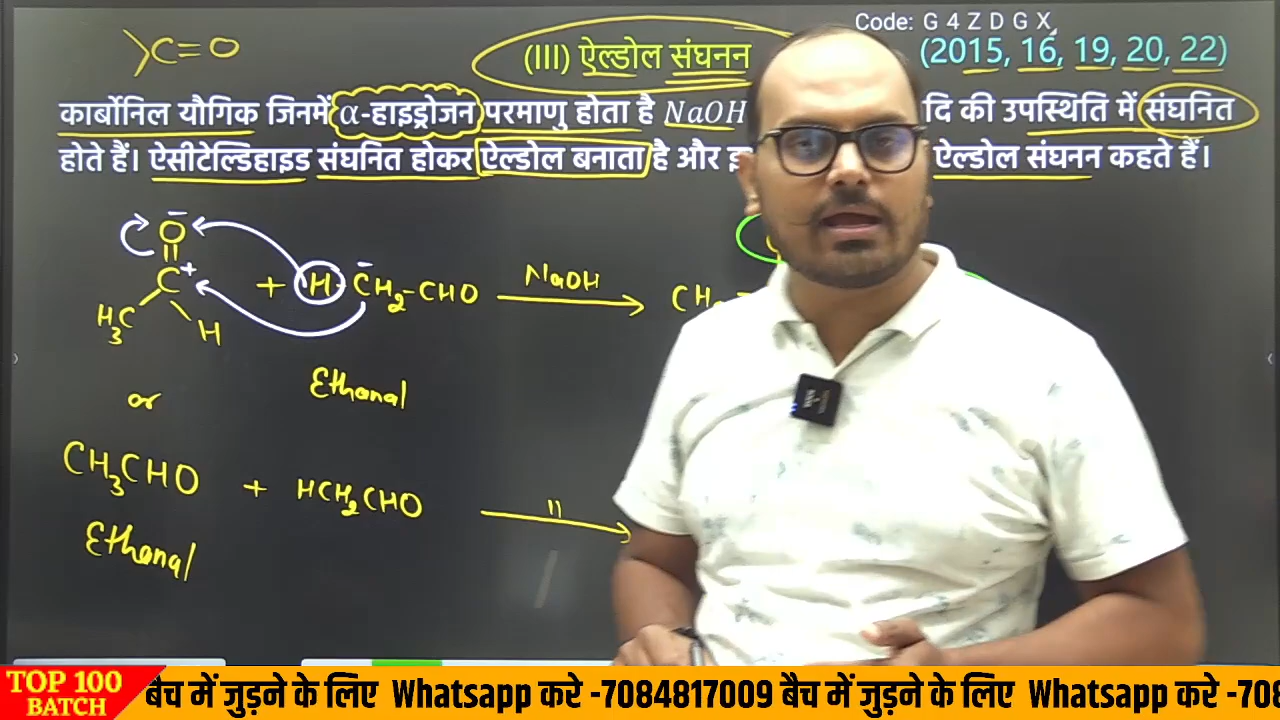 Code: G 4 Z D G X
>C=O
(III) ऐल्डोल संघनन
(2015, 16, 19, 20, 22)
कार्बोनिल यौगिक जिनमें α-हाइड्रोजन परमाणु होता है NaOH दि की उपस्थिति में संघनित
होते हैं। ऐसीटेल्डिहाइड संघनित होकर ऐल्डोल बनाता है और इ ऐल्डोल संघनन कहते हैं।
O⁻
||
C⁺ + H-C̄H₂-CHO NaOH CH₂
H₃C H
Ethanal
or
CH₃CHO + HCH₂CHO "
Ethanal
TOP 100
BATCH
बैच में जुड़ने के लिए Whatsapp करे -7084817009 बैच में जुड़ने के लिए Whatsapp करे -708